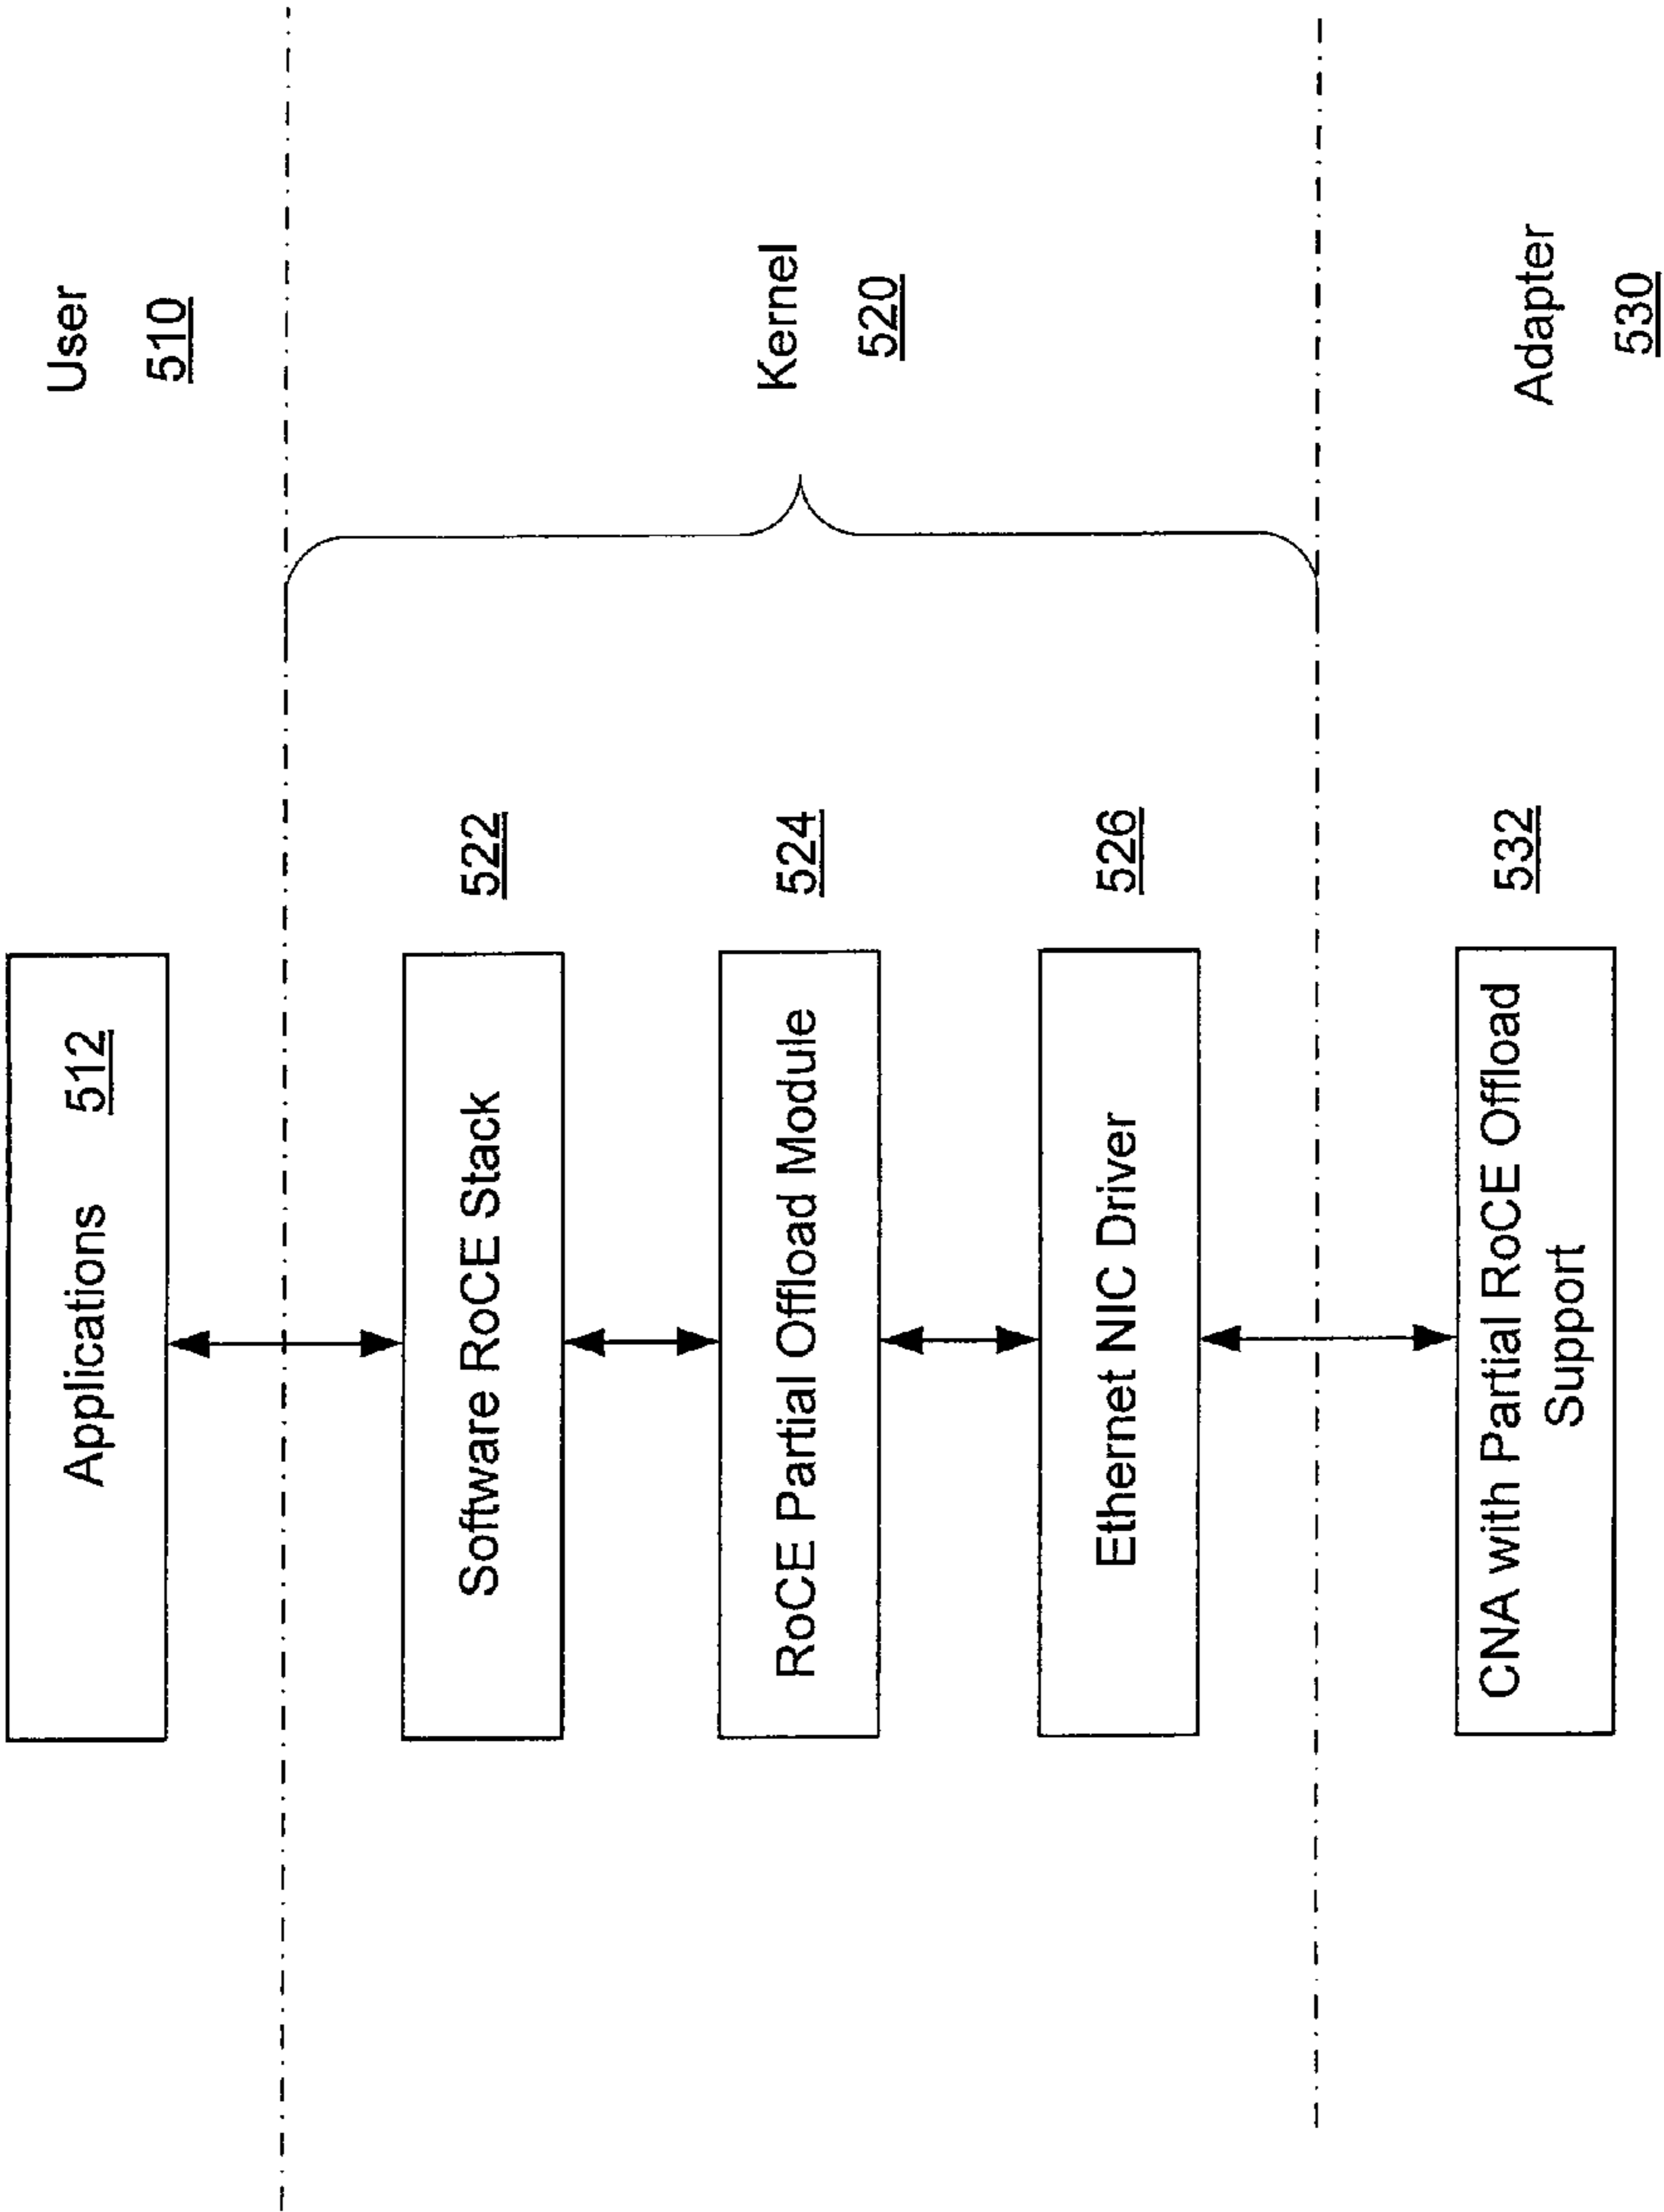 User
510
Applications 512
Software RoCE Stack
522
RoCE Partial Offload Module
524
Ethernet NIC Driver
526
Kernel
520
CNA with Partial RoCE Offload
Support
532
Adapter
530